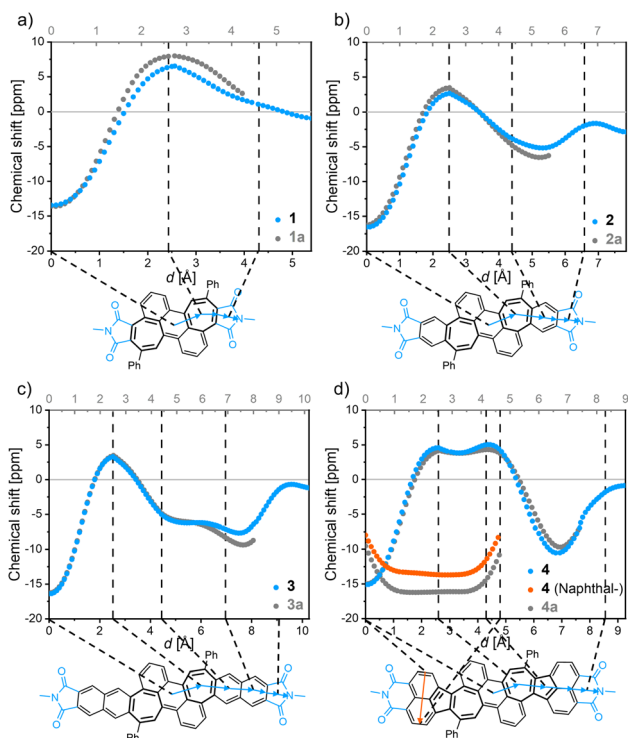 a)
0 1 2 3 4 5
10
5
0
-5
-10
-15
-20
Chemical shift [ppm]
1
1a
0 1 2 3 4 5
d [Å]
Ph
O
O
N
N
O
O
Ph
b)
0 1 2 3 4 5 6 7
10
5
0
-5
-10
-15
-20
Chemical shift [ppm]
2
2a
0 1 2 3 4 5 6 7
d [Å]
Ph
O
O
N
N
O
O
Ph
c)
0 1 2 3 4 5 6 7 8 9
10
5
0
-5
-10
-15
-20
Chemical shift [ppm]
3
3a
0 2 4 6 8 10
d [Å]
Ph
O
O
N
N
O
O
Ph
d)
0 1 2 3 4 5 6 7 8 9
10
5
0
-5
-10
-15
-20
Chemical shift [ppm]
4
4 (Naphthal-)
4a
0 1 2 3 4 5 6 7 8 9
d [Å]
Ph
O
O
N
N
O
O
Ph